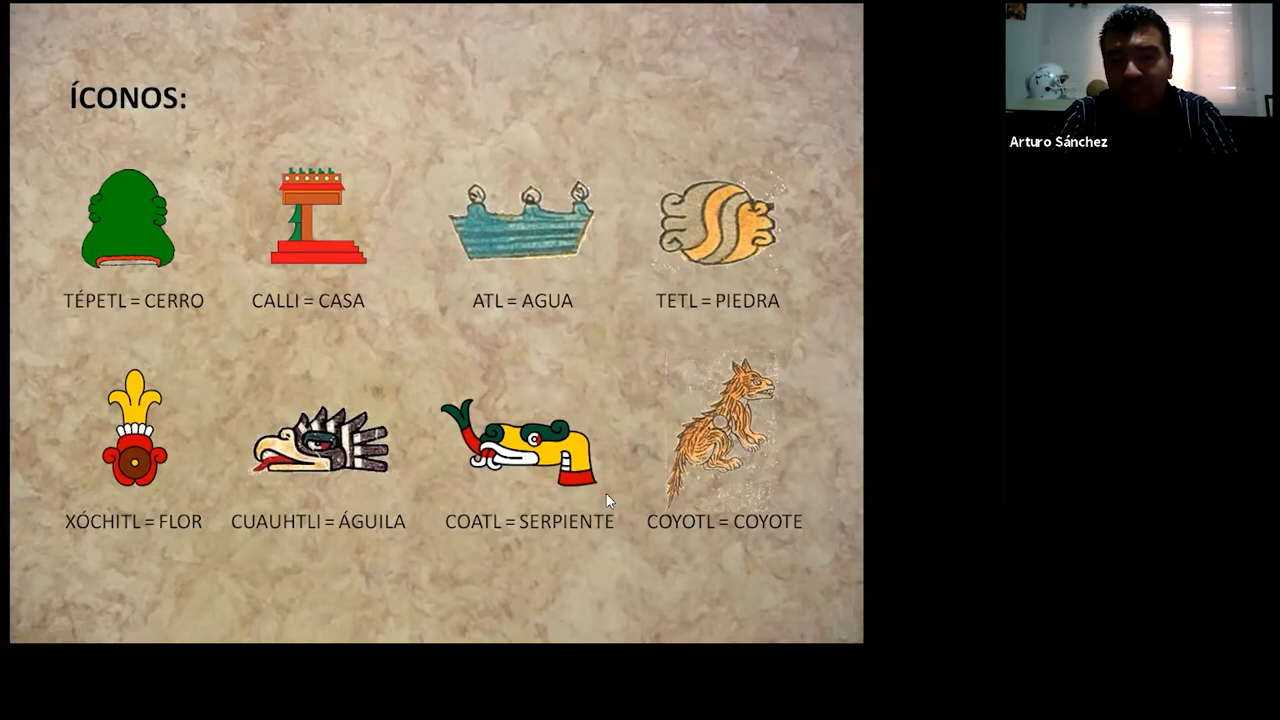 ÍCONOS:
TÉPETL = CERRO
CALLI = CASA
ATL = AGUA
TETL = PIEDRA
XÓCHITL = FLOR
CUAUHTLI = ÁGUILA
COATL = SERPIENTE
COYOTL = COYOTE
Arturo Sánchez